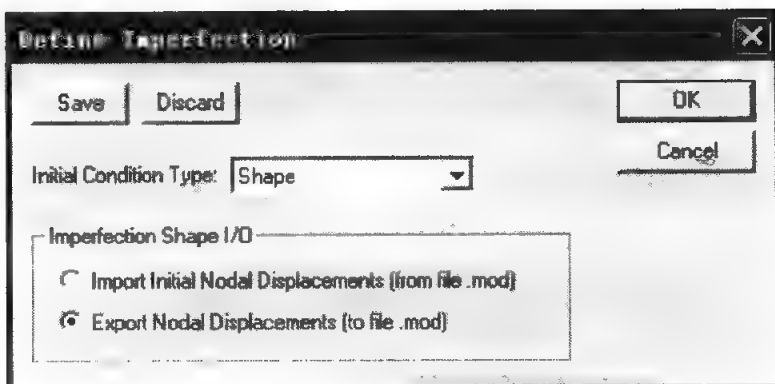 Define Imperfection
Save Discard OK
Cancel
Initial Condition Type: Shape
Imperfection Shape I/O
Import Initial Nodal Displacements (from file .mod)
Export Nodal Displacements (to file .mod)